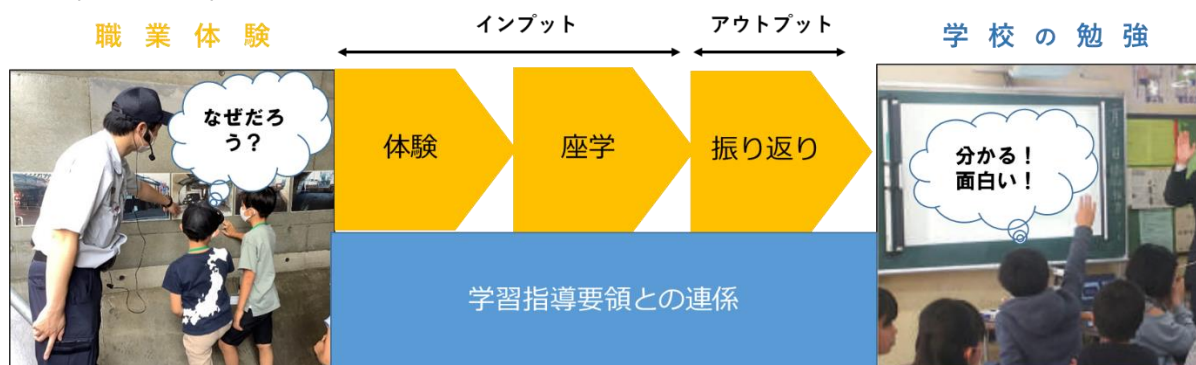 職業体験
インプット
アウトプット
学校の勉強
なぜだろ
う？
体験
座学
振り返り
分かる！
面白い！
学習指導要領との連係